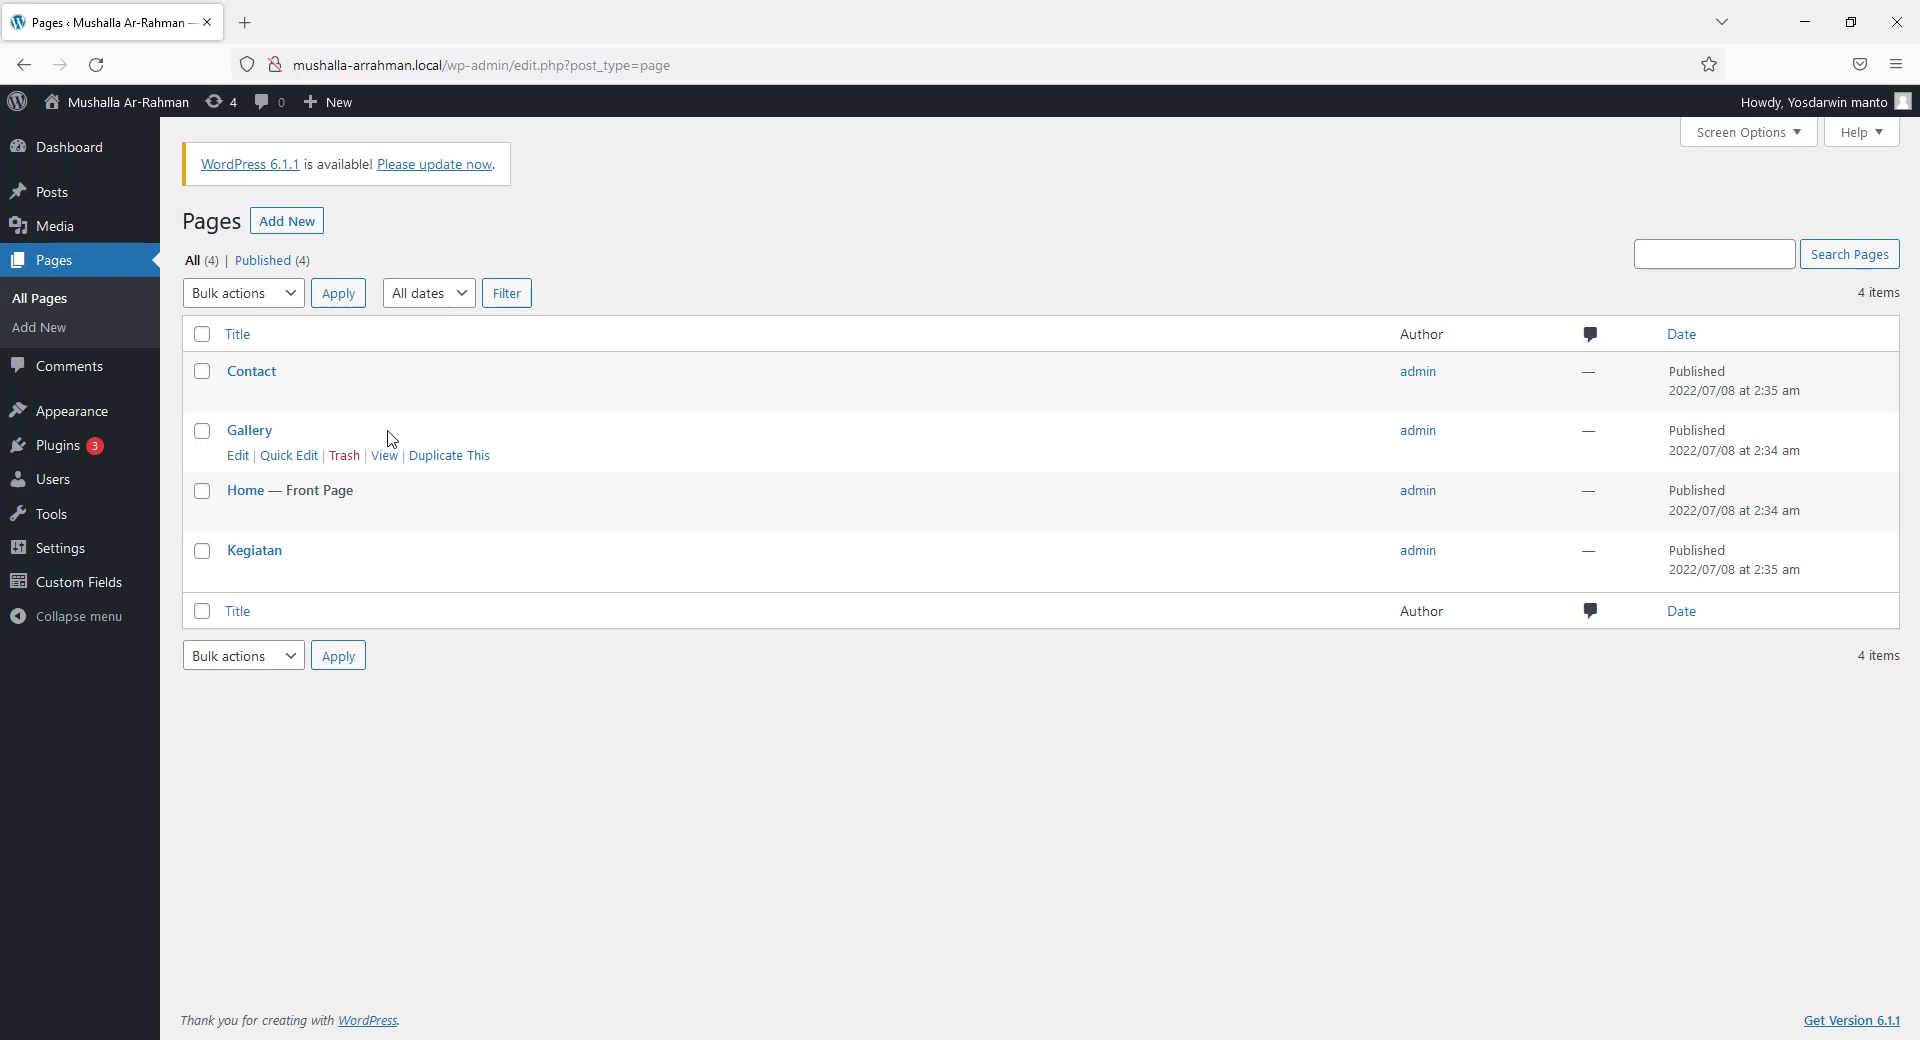 Pages ‹ Mushalla Ar-Rahman —
mushalla-arrahman.local/wp-admin/edit.php?post_type=page
Mushalla Ar-Rahman 4 0 New
Howdy, Yosdarwin manto
Screen Options Help
Dashboard
Posts
Media
Pages
All Pages
Add New
Comments
Appearance
Plugins 3
Users
Tools
Settings
Custom Fields
Collapse menu
WordPress 6.1.1 is available! Please update now.
Pages Add New
All (4) | Published (4)
Search Pages
Bulk actions Apply All dates Filter
4 items
Title Author Date
Contact admin — Published
2022/07/08 at 2:35 am
Gallery admin — Published
Edit | Quick Edit | Trash | View | Duplicate This 2022/07/08 at 2:34 am
Home — Front Page admin — Published
2022/07/08 at 2:34 am
Kegiatan admin — Published
2022/07/08 at 2:35 am
Title Author Date
Bulk actions Apply 4 items
Thank you for creating with WordPress.
Get Version 6.1.1